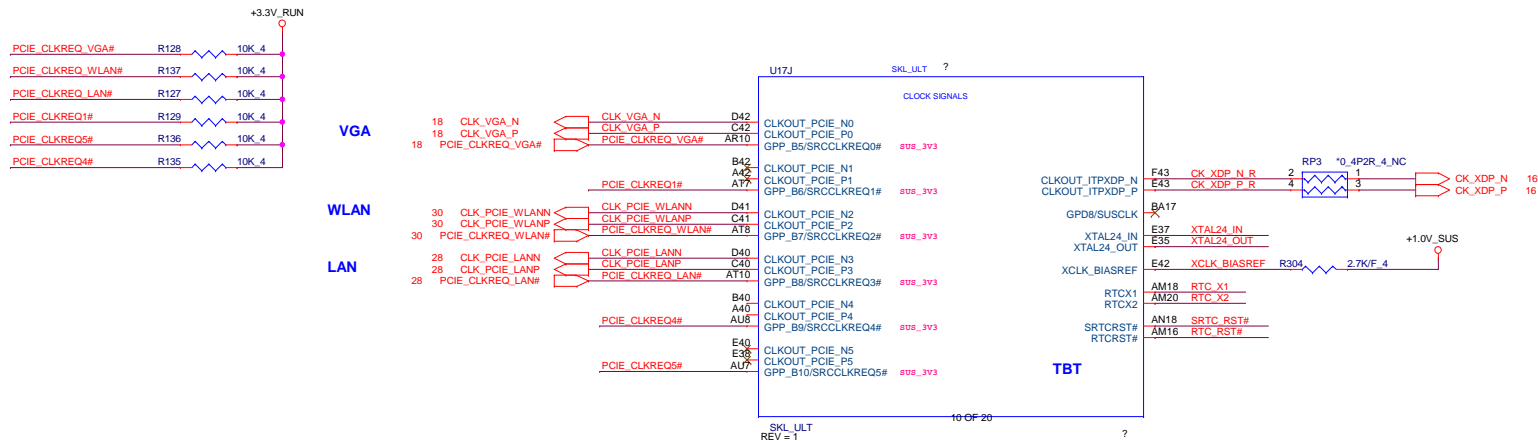 +3.3V_RUN
PCIE_CLKREQ_VGA# R128 10K_4
PCIE_CLKREQ_WLAN# R137 10K_4
PCIE_CLKREQ_LAN# R127 10K_4
PCIE_CLKREQ1# R129 10K_4
PCIE_CLKREQ5# R136 10K_4
PCIE_CLKREQ4# R135 10K_4
VGA
18 CLK_VGA_N CLK_VGA_N D42
18 CLK_VGA_P CLK_VGA_P C42
18 PCIE_CLKREQ_VGA# PCIE_CLKREQ_VGA# AR10
B42
A42
PCIE_CLKREQ1# AT7
WLAN
30 CLK_PCIE_WLANN CLK_PCIE_WLANN D41
30 CLK_PCIE_WLANP CLK_PCIE_WLANP C41
30 PCIE_CLKREQ_WLAN# PCIE_CLKREQ_WLAN# AT8
LAN
28 CLK_PCIE_LANN CLK_PCIE_LANN D40
28 CLK_PCIE_LANP CLK_PCIE_LANP C40
28 PCIE_CLKREQ_LAN# PCIE_CLKREQ_LAN# AT10
B40
A40
PCIE_CLKREQ4# AU8
E40
E38
PCIE_CLKREQ5# AU7
U17J SKL_ULT ?
CLOCK SIGNALS
CLKOUT_PCIE_N0
CLKOUT_PCIE_P0
GPP_B5/SRCCLKREQ0# SUS_3V3
CLKOUT_PCIE_N1
CLKOUT_PCIE_P1
GPP_B6/SRCCLKREQ1# SUS_3V3
CLKOUT_PCIE_N2
CLKOUT_PCIE_P2
GPP_B7/SRCCLKREQ2# SUS_3V3
CLKOUT_PCIE_N3
CLKOUT_PCIE_P3
GPP_B8/SRCCLKREQ3# SUS_3V3
CLKOUT_PCIE_N4
CLKOUT_PCIE_P4
GPP_B9/SRCCLKREQ4# SUS_3V3
CLKOUT_PCIE_N5
CLKOUT_PCIE_P5
GPP_B10/SRCCLKREQ5# SUS_3V3
RP3 *0_4P2R_4_NC
CLKOUT_ITPXDP_N F43 CK_XDP_N_R 2 1 CK_XDP_N 16
CLKOUT_ITPXDP_P E43 CK_XDP_P_R 4 3 CK_XDP_P 16
GPD8/SUSCLK BA17
XTAL24_IN E37 XTAL24_IN
XTAL24_OUT E35 XTAL24_OUT
+1.0V_SUS
XCLK_BIASREF E42 XCLK_BIASREF R304 2.7K/F_4
RTCX1 AM18 RTC_X1
RTCX2 AM20 RTC_X2
SRTCRST# AN18 SRTC_RST#
RTCRST# AM16 RTC_RST#
TBT
10 OF 20
SKL_ULT
REV = 1 ?